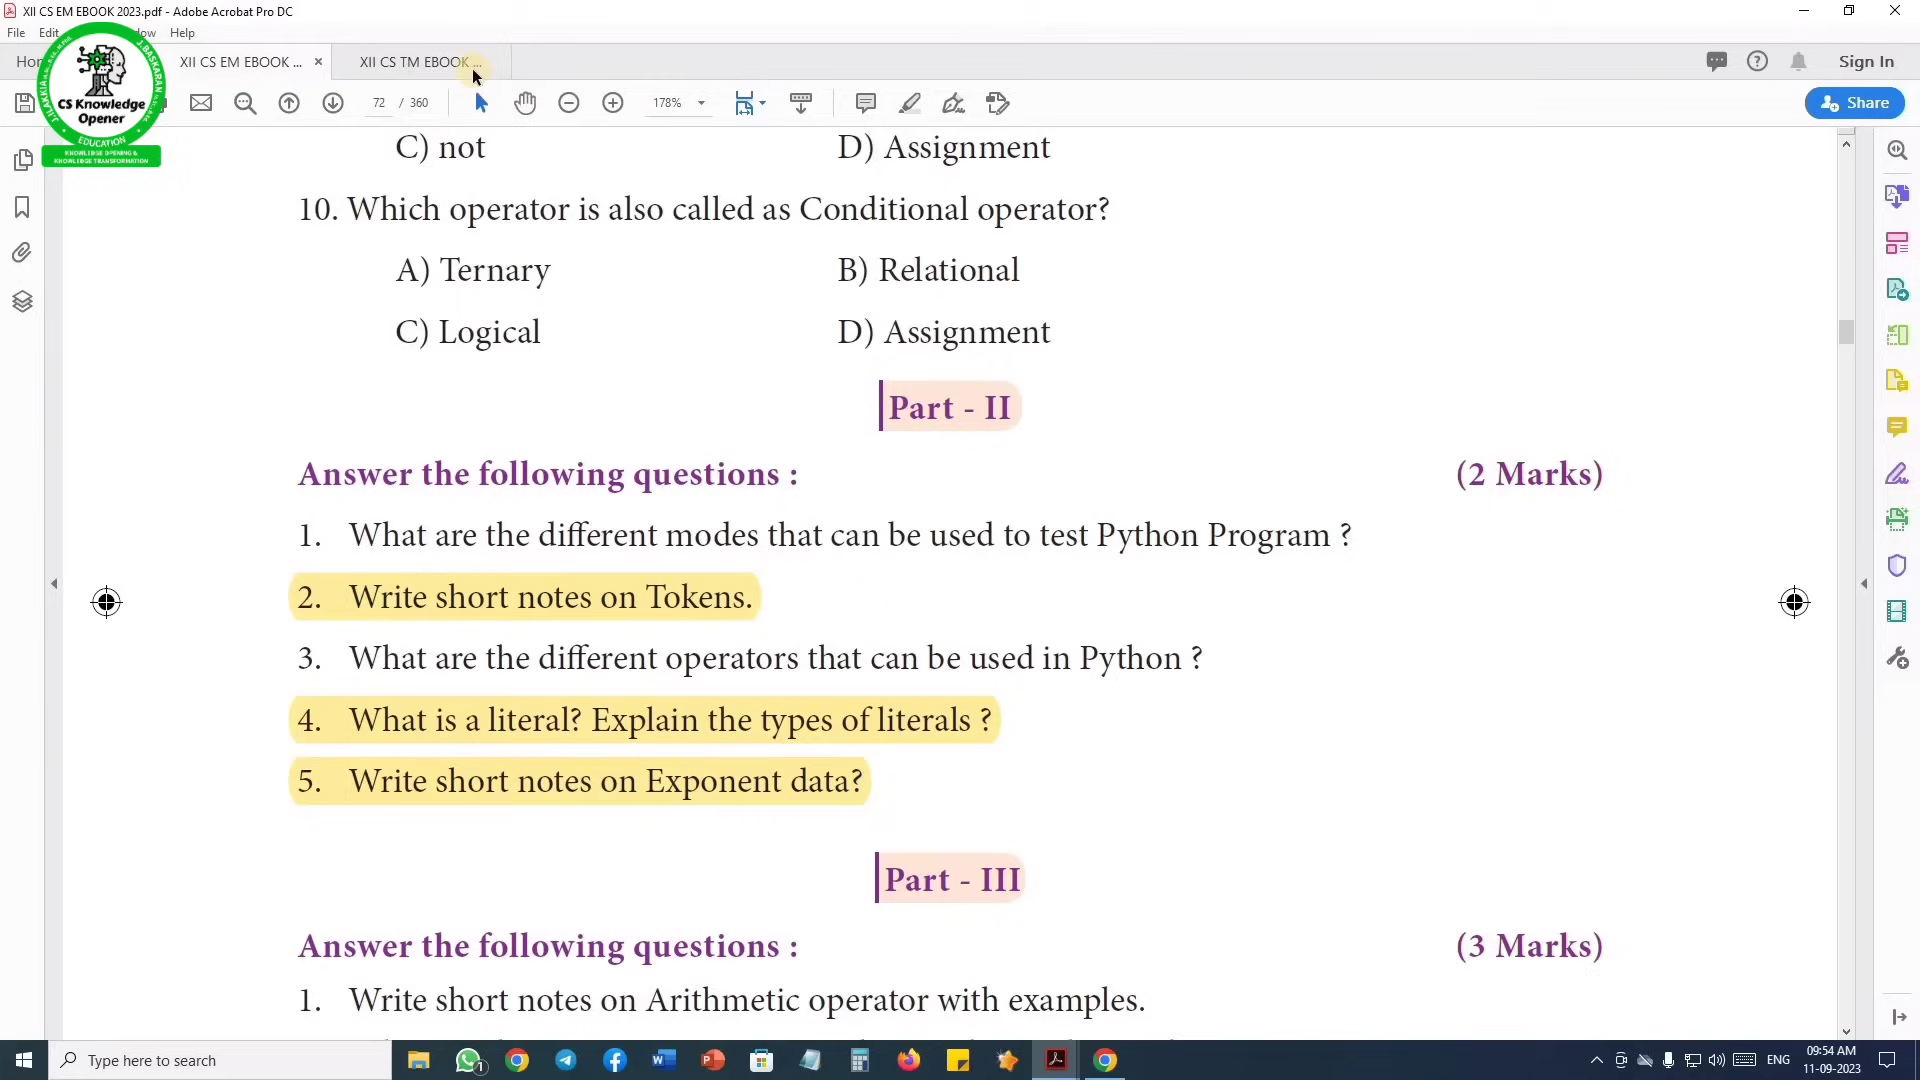 XII CS EM EBOOK 2023.pdf - Adobe Acrobat Pro DC
File Edit Help
XII CS EM EBOOK ... × XII CS TM EBOOK ... Sign In
72 / 360 178% Share
CS Knowledge
Opener
EDUCATION
KNOWLEDGE OPENING &
KNOWLEDGE TRANSFORMATION
C) not D) Assignment
10. Which operator is also called as Conditional operator?
A) Ternary B) Relational
C) Logical D) Assignment
Part - II
Answer the following questions : (2 Marks)
1. What are the different modes that can be used to test Python Program ?
2. Write short notes on Tokens.
3. What are the different operators that can be used in Python ?
4. What is a literal? Explain the types of literals ?
5. Write short notes on Exponent data?
Part - III
Answer the following questions : (3 Marks)
1. Write short notes on Arithmetic operator with examples.
Type here to search 1 ENG 09:54 AM
11-09-2023